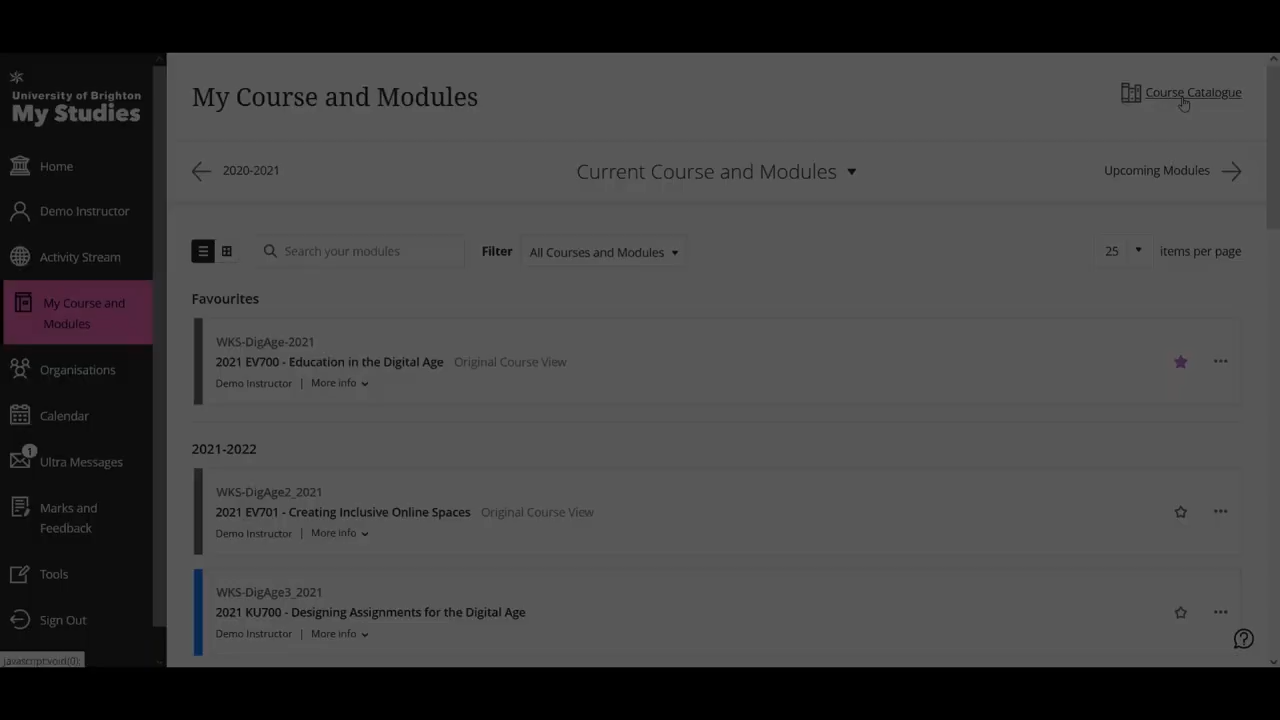 University of Brighton
My Studies
Home
Demo Instructor
Activity Stream
My Course and
Modules
Organisations
Calendar
1
Ultra Messages
Marks and
Feedback
Tools
Sign Out
javascript:void(0);
My Course and Modules
Course Catalogue
2020-2021
Current Course and Modules
Upcoming Modules
Search your modules
Filter
All Courses and Modules
25
items per page
Favourites
WKS-DigAge-2021
2021 EV700 - Education in the Digital Age Original Course View
Demo Instructor | More info
2021-2022
WKS-DigAge2_2021
2021 EV701 - Creating Inclusive Online Spaces Original Course View
Demo Instructor | More info
WKS-DigAge3_2021
2021 KU700 - Designing Assignments for the Digital Age
Demo Instructor | More info